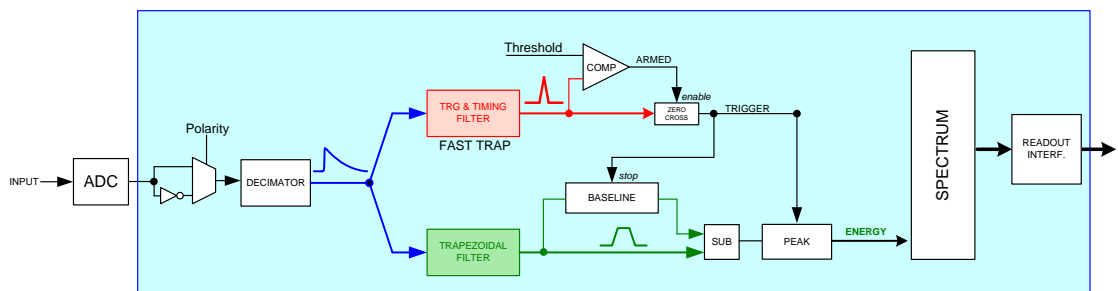 Threshold
COMP
ARMED
enable
TRG & TIMING
FILTER
FAST TRAP
ZERO
CROSS
TRIGGER
Polarity
INPUT
ADC
DECIMATOR
stop
BASELINE
TRAPEZOIDAL
FILTER
SUB
PEAK
ENERGY
SPECTRUM
READOUT
INTERF.